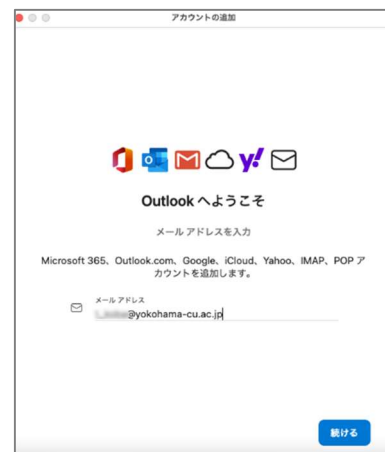 アカウントの追加
Outlook へようこそ
メール アドレスを入力
Microsoft 365、Outlook.com、Google、iCloud、Yahoo、IMAP、POP ア
カウントを追加します。
メール アドレス
@yokohama-cu.ac.jp
続ける